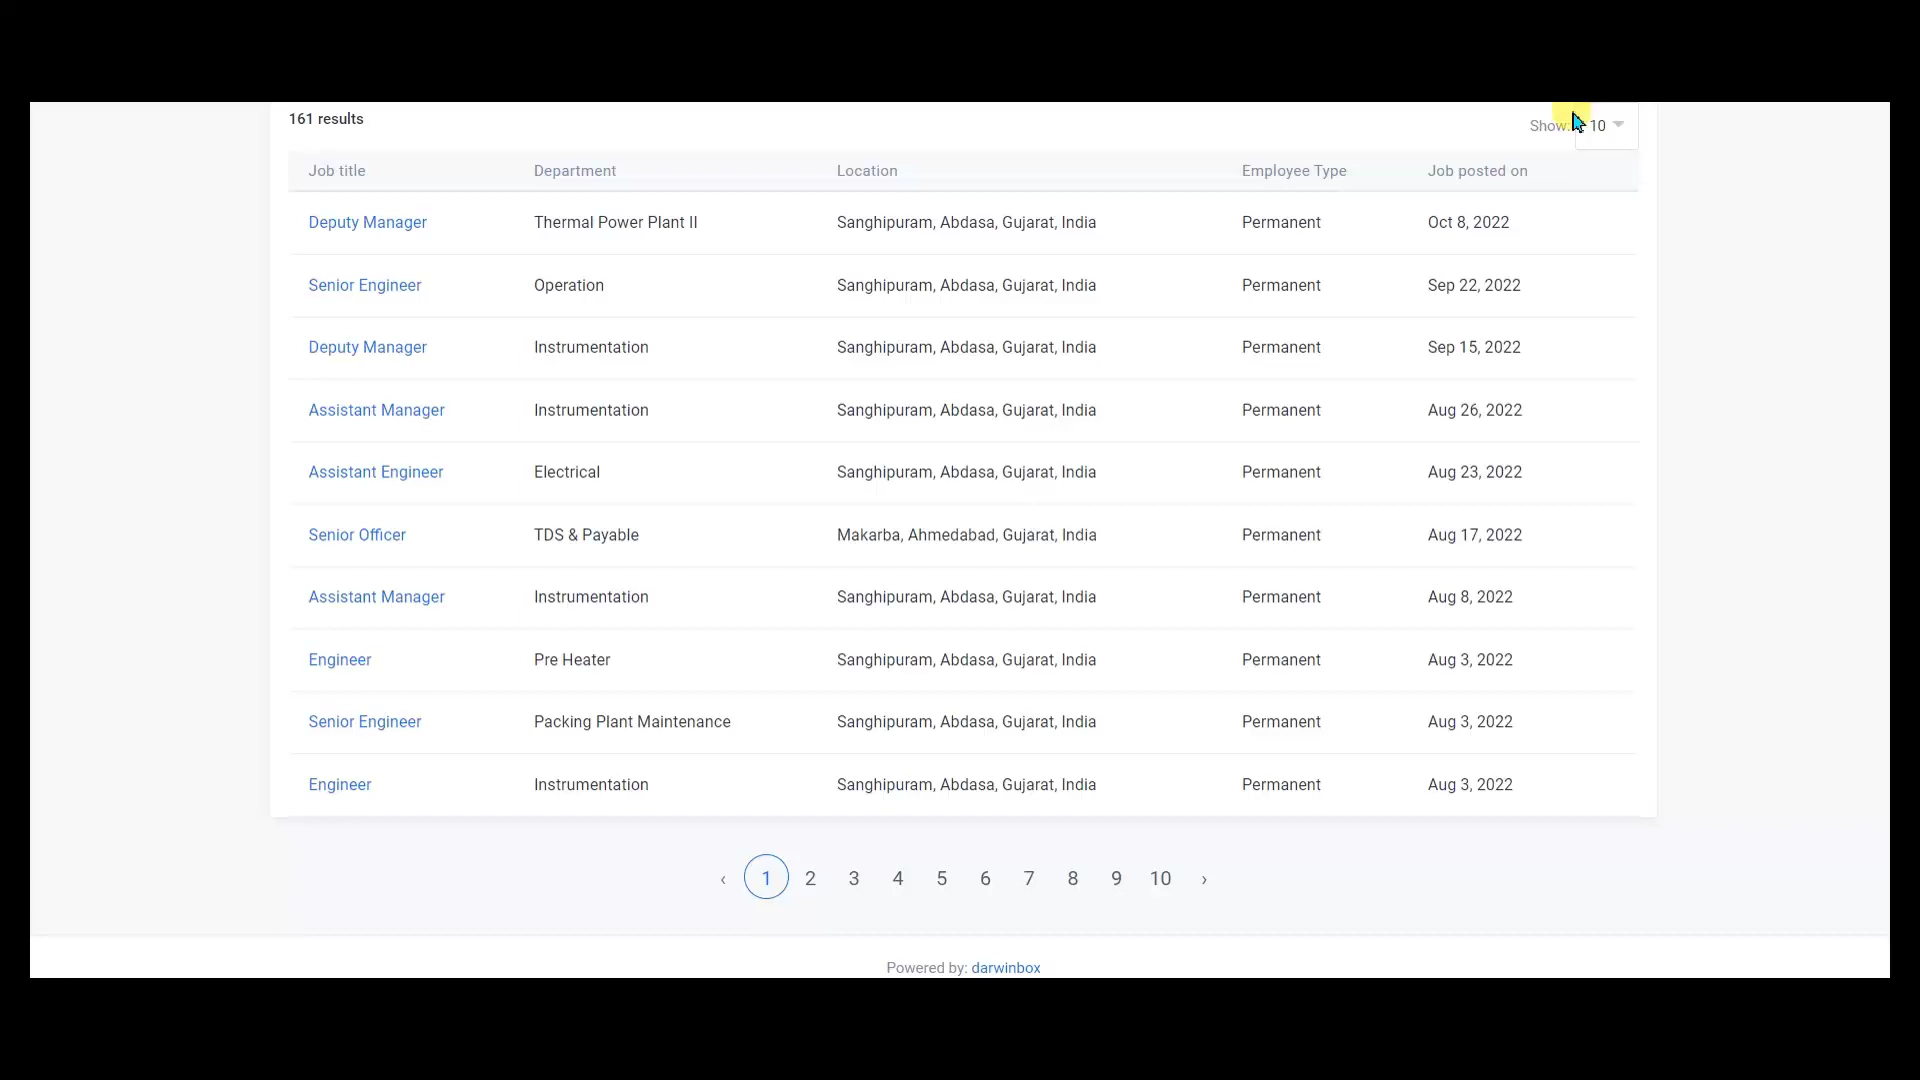 161 results
Show: 10
Job title Department Location Employee Type Job posted on
Deputy Manager Thermal Power Plant II Sanghipuram, Abdasa, Gujarat, India Permanent Oct 8, 2022
Senior Engineer Operation Sanghipuram, Abdasa, Gujarat, India Permanent Sep 22, 2022
Deputy Manager Instrumentation Sanghipuram, Abdasa, Gujarat, India Permanent Sep 15, 2022
Assistant Manager Instrumentation Sanghipuram, Abdasa, Gujarat, India Permanent Aug 26, 2022
Assistant Engineer Electrical Sanghipuram, Abdasa, Gujarat, India Permanent Aug 23, 2022
Senior Officer TDS & Payable Makarba, Ahmedabad, Gujarat, India Permanent Aug 17, 2022
Assistant Manager Instrumentation Sanghipuram, Abdasa, Gujarat, India Permanent Aug 8, 2022
Engineer Pre Heater Sanghipuram, Abdasa, Gujarat, India Permanent Aug 3, 2022
Senior Engineer Packing Plant Maintenance Sanghipuram, Abdasa, Gujarat, India Permanent Aug 3, 2022
Engineer Instrumentation Sanghipuram, Abdasa, Gujarat, India Permanent Aug 3, 2022
‹ 1 2 3 4 5 6 7 8 9 10 ›
Powered by: darwinbox